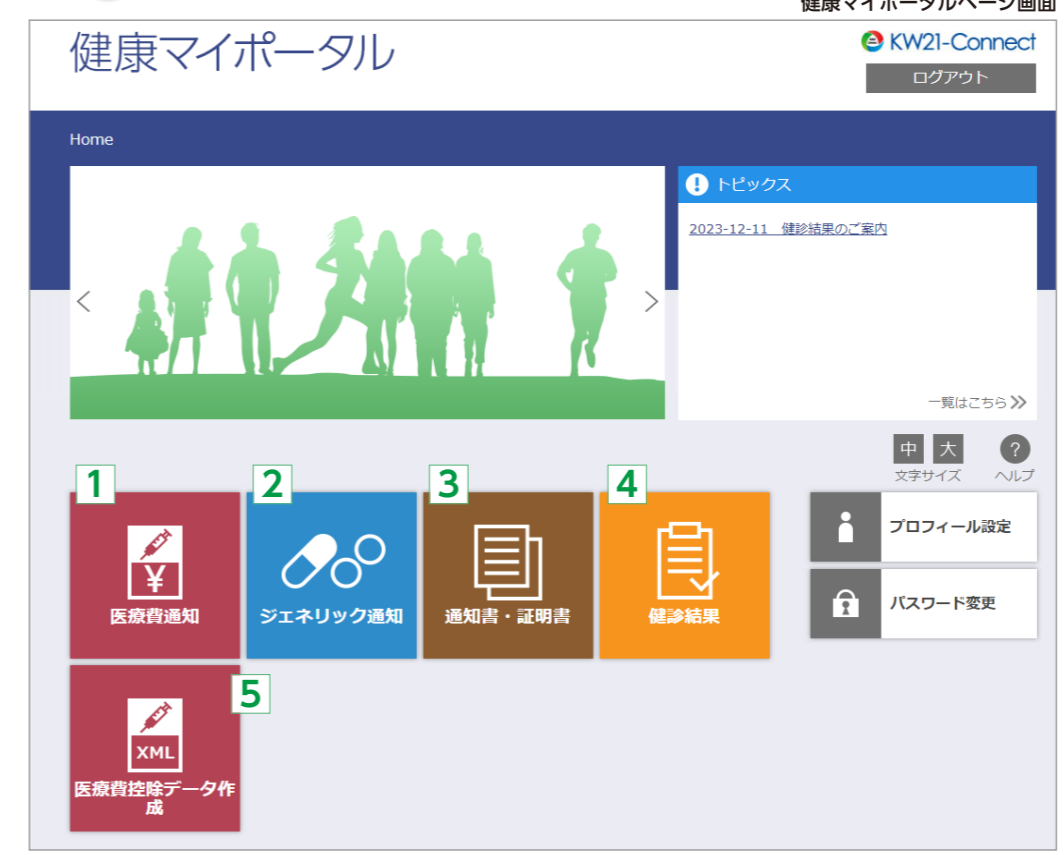 健康マイポータルページ画面
健康マイポータル
KW21-Connect
ログアウト
Home
! トピックス
2023-12-11 健診結果のご案内
一覧はこちら
中 大 ?
文字サイズ ヘルプ
1 2 3 4
¥
医療費通知
ジェネリック通知
通知書・証明書
健診結果
プロフィール設定
パスワード変更
5
XML
医療費控除データ作
成